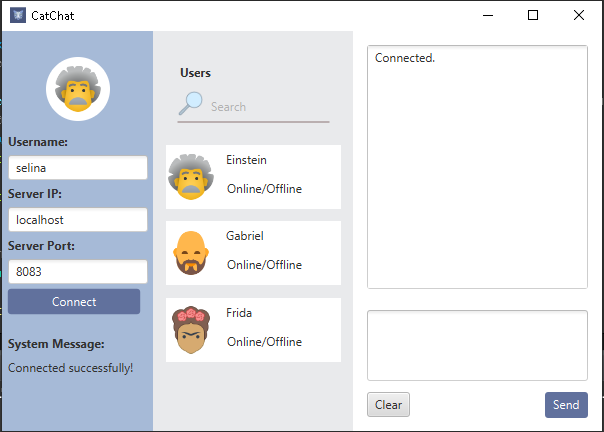 CatChat
Username:
selina
Server IP:
localhost
Server Port:
8083
Connect
System Message:
Connected successfully!
Users
Search
Einstein
Online/Offline
Gabriel
Online/Offline
Frida
Online/Offline
Connected.
Clear
Send